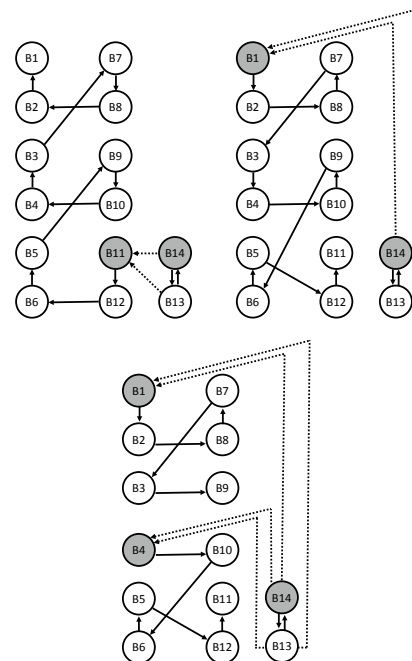 B1 B7 B1 B7
B2 B8 B2 B8
B3 B9 B3 B9
B4 B10 B4 B10
B5 B11 B14 B5 B11 B14
B6 B12 B13 B6 B12 B13
B1 B7
B2 B8
B3 B9
B4 B10
B5 B11 B14
B6 B12 B13